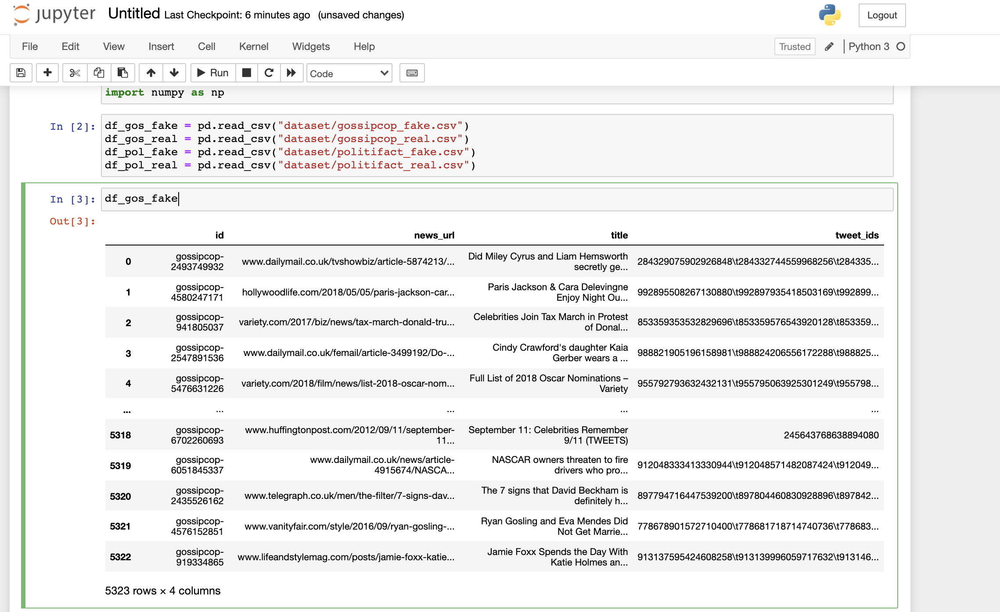 jupyter Untitled Last Checkpoint: 6 minutes ago (unsaved changes) Logout
File Edit View Insert Cell Kernel Widgets Help Trusted Python 3
Run Code
import numpy as np
In [2]: df_gos_fake = pd.read_csv("dataset/gossipcop_fake.csv")
df_gos_real = pd.read_csv("dataset/gossipcop_real.csv")
df_pol_fake = pd.read_csv("dataset/politifact_fake.csv")
df_pol_real = pd.read_csv("dataset/politifact_real.csv")
In [3]: df_gos_fake
Out[3]:
id news_url title tweet_ids
0 gossipcop-2493749932 www.dailymail.co.uk/tvshowbiz/article-5874213/... Did Miley Cyrus and Liam Hemsworth secretly ge... 284329075902926848\t284332744559968256\t284335...
1 gossipcop-4580247171 hollywoodlife.com/2018/05/05/paris-jackson-car... Paris Jackson & Cara Delevingne Enjoy Night Ou... 992895508267130880\t992897935418503169\t992899...
2 gossipcop-941805037 variety.com/2017/biz/news/tax-march-donald-tru... Celebrities Join Tax March in Protest of Donal... 853359353532829696\t853359576543920128\t853359...
3 gossipcop-2547891536 www.dailymail.co.uk/femail/article-3499192/Do-... Cindy Crawford's daughter Kaia Gerber wears a ... 988821905196158981\t988824206556172288\t988825...
4 gossipcop-5476631226 variety.com/2018/film/news/list-2018-oscar-nom... Full List of 2018 Oscar Nominations – Variety 955792793632432131\t955795063925301249\t955798...
... ... ... ... ...
5318 gossipcop-6702260693 www.huffingtonpost.com/2012/09/11/september-11... September 11: Celebrities Remember 9/11 (TWEETS) 245643768638894080
5319 gossipcop-6051845337 www.dailymail.co.uk/news/article-4915674/NASCA... NASCAR owners threaten to fire drivers who pro... 912048333413330944\t912048571482087424\t912049...
5320 gossipcop-2435526162 www.telegraph.co.uk/men/the-filter/7-signs-dav... The 7 signs that David Beckham is definitely h... 897794716447539200\t897804460830928896\t897842...
5321 gossipcop-4576152851 www.vanityfair.com/style/2016/09/ryan-gosling-... Ryan Gosling and Eva Mendes Did Not Get Marrie... 778678901572710400\t778681718714740736\t778683...
5322 gossipcop-919334865 www.lifeandstylemag.com/posts/jamie-foxx-katie... Jamie Foxx Spends the Day With Katie Holmes an... 913137595424608258\t913139996059717632\t913146...
5323 rows × 4 columns